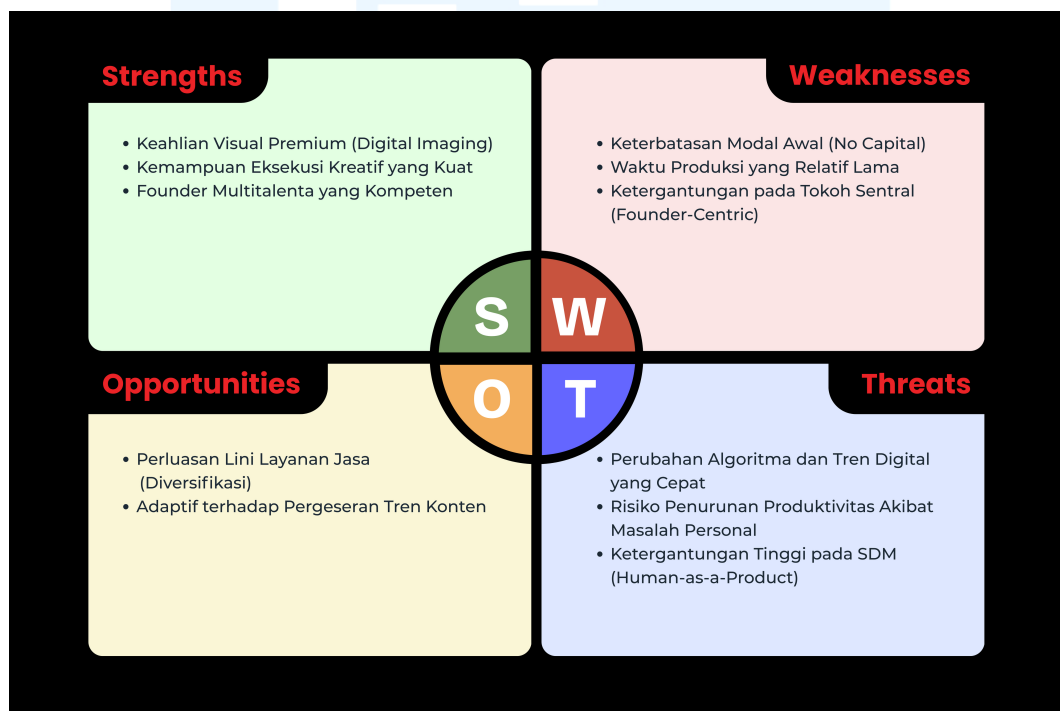 Strengths
• Keahlian Visual Premium (Digital Imaging)
• Kemampuan Eksekusi Kreatif yang Kuat
• Founder Multitalenta yang Kompeten
Weaknesses
• Keterbatasan Modal Awal (No Capital)
• Waktu Produksi yang Relatif Lama
• Ketergantungan pada Tokoh Sentral
(Founder-Centric)
S
W
O
T
Opportunities
• Perluasan Lini Layanan Jasa
(Diversifikasi)
• Adaptif terhadap Pergeseran Tren Konten
Threats
• Perubahan Algoritma dan Tren Digital
yang Cepat
• Risiko Penurunan Produktivitas Akibat
Masalah Personal
• Ketergantungan Tinggi pada SDM
(Human-as-a-Product)